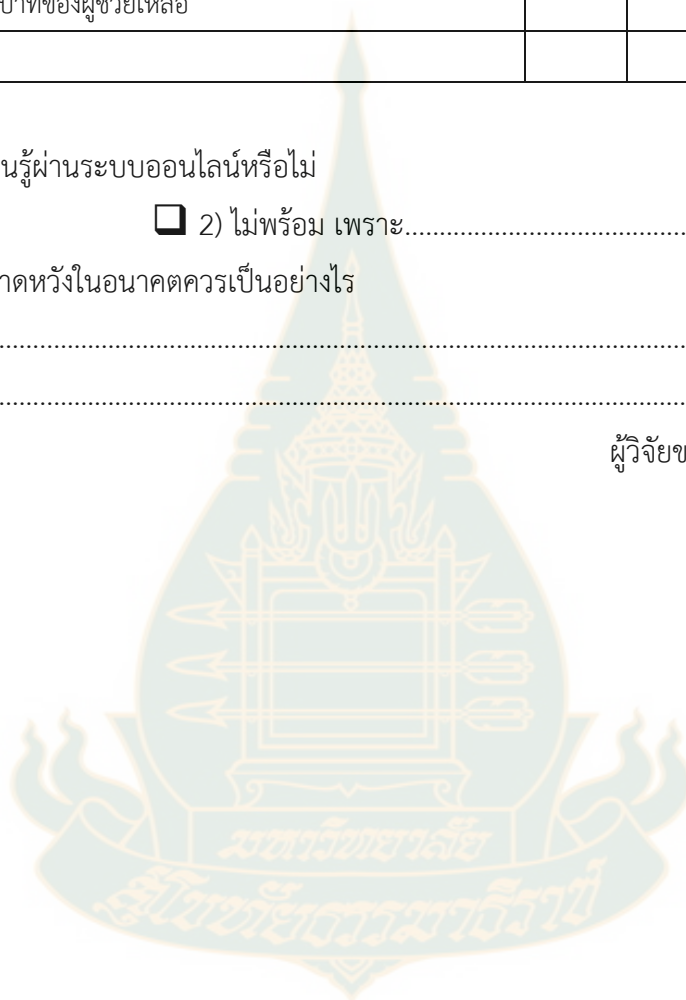 บาทของผู้ช่วยเหลือ
นรู้ผ่านระบบออนไลน์หรือไม่
❑ 2) ไม่พร้อม เพราะ..........................................
าดหวังในอนาคตควรเป็นอย่างไร
....................................................................................................
....................................................................................................
ผู้วิจัยข
มหาวิทยาลัย
สุโขทัยธรรมาธิราช